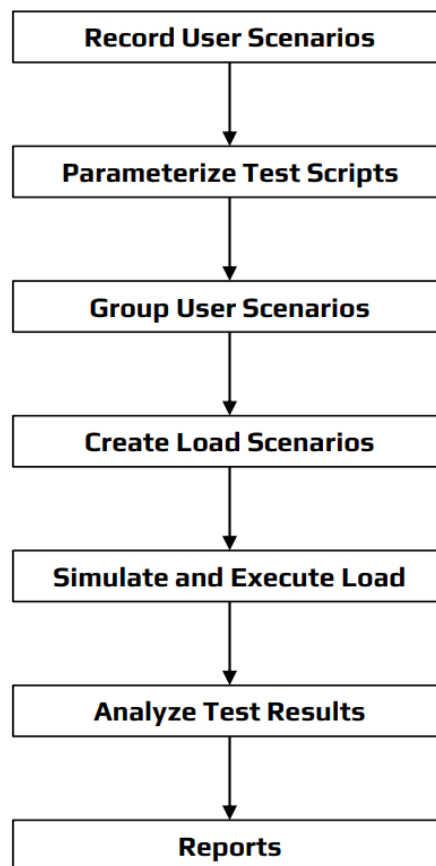 Record User Scenarios
Parameterize Test Scripts
Group User Scenarios
Create Load Scenarios
Simulate and Execute Load
Analyze Test Results
Reports